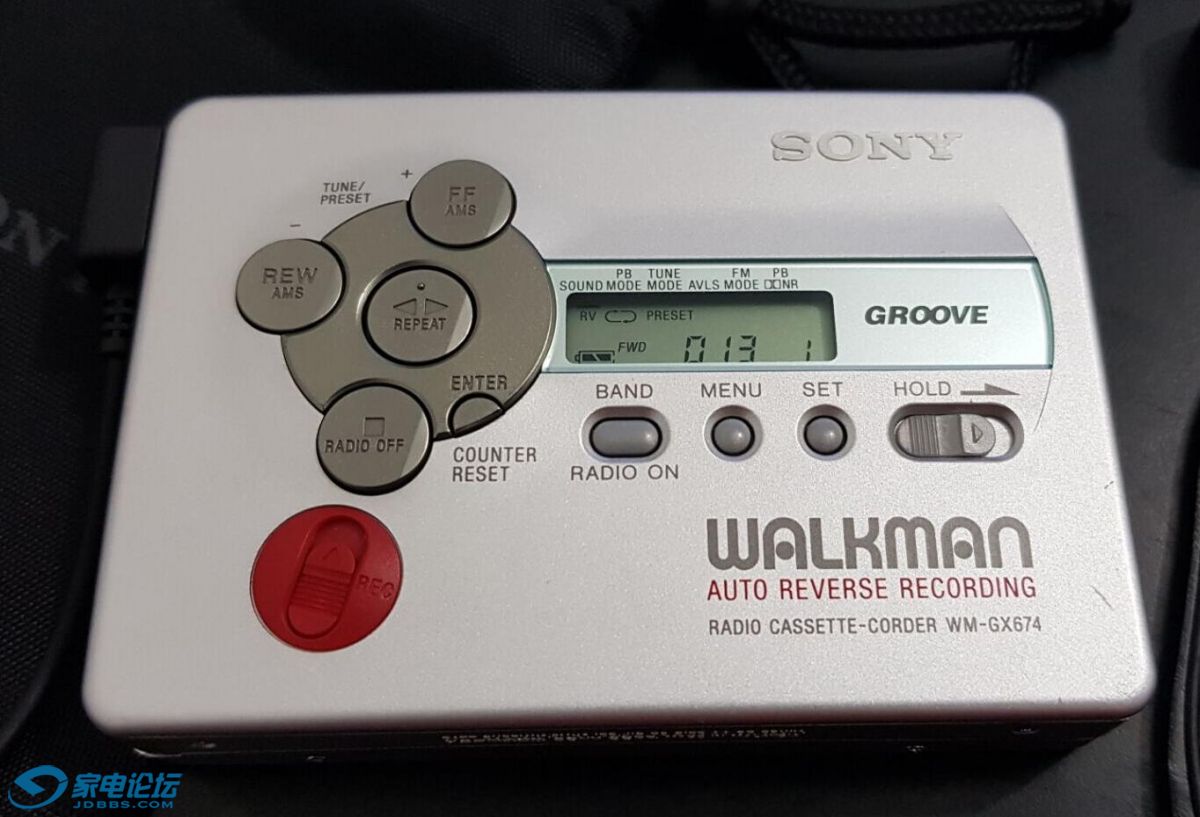 SONY
+
TUNE/
PRESET
FF
AMS
-
REW
AMS
REPEAT
ENTER
RADIO OFF
COUNTER
RESET
PB TUNE FM PB
SOUND MODE MODE AVLS MODE NR
RV PRESET
FWD 013 1
GROOVE
BAND MENU SET HOLD
RADIO ON
REC
WALKMAN
AUTO REVERSE RECORDING
RADIO CASSETTE-CORDER WM-GX674
家电论坛
JDBBS.COM